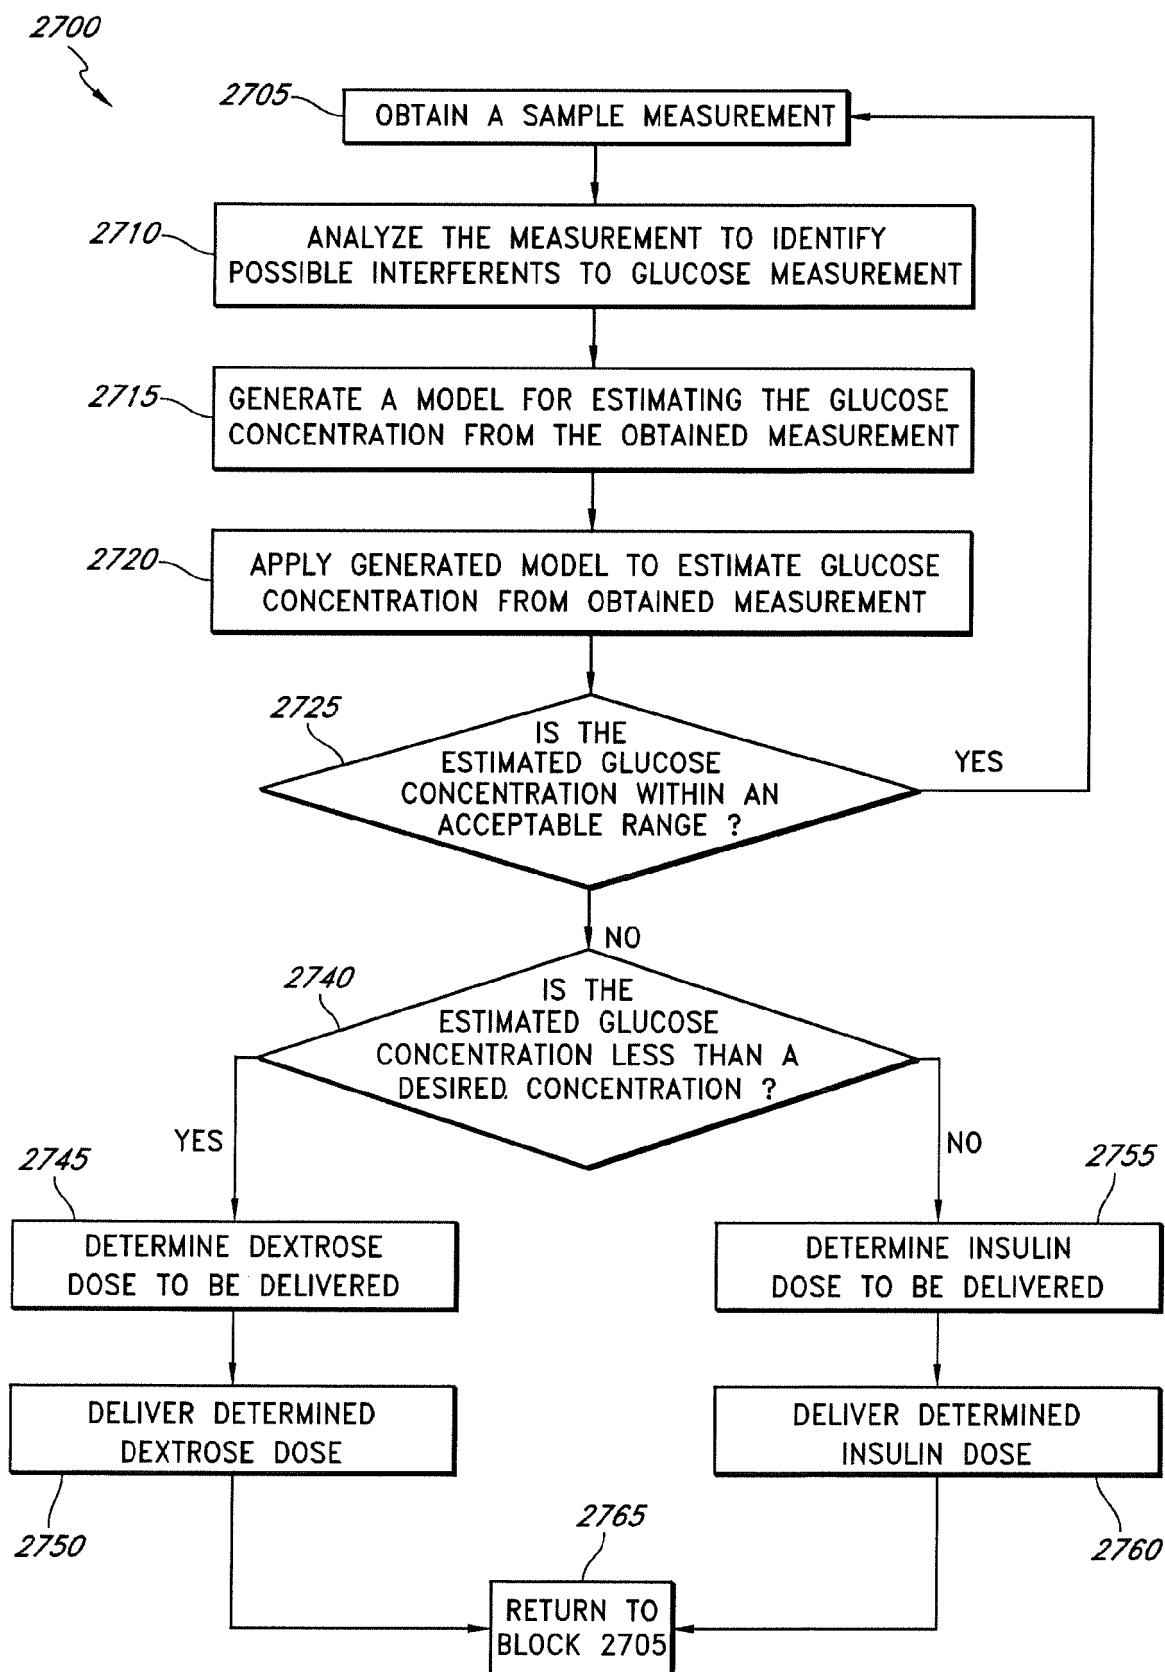 2700
2705
OBTAIN A SAMPLE MEASUREMENT
2710
ANALYZE THE MEASUREMENT TO IDENTIFY
POSSIBLE INTERFERENTS TO GLUCOSE MEASUREMENT
2715
GENERATE A MODEL FOR ESTIMATING THE GLUCOSE
CONCENTRATION FROM THE OBTAINED MEASUREMENT
2720
APPLY GENERATED MODEL TO ESTIMATE GLUCOSE
CONCENTRATION FROM OBTAINED MEASUREMENT
2725
IS THE
ESTIMATED GLUCOSE
CONCENTRATION WITHIN AN
ACCEPTABLE RANGE ?
YES
NO
2740
IS THE
ESTIMATED GLUCOSE
CONCENTRATION LESS THAN A
DESIRED CONCENTRATION ?
YES
NO
2745
DETERMINE DEXTROSE
DOSE TO BE DELIVERED
2755
DETERMINE INSULIN
DOSE TO BE DELIVERED
DELIVER DETERMINED
DEXTROSE DOSE
2750
DELIVER DETERMINED
INSULIN DOSE
2760
2765
RETURN TO
BLOCK 2705